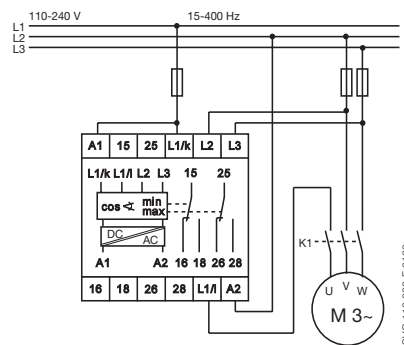 110-240 V 15-400 Hz
L1
L2
L3
A1 15 25 L1/k L2 L3
L1/k L1/l L2 L3 15 25
cos ∢ min
max
DC
AC
A1 A2 16 18 26 28
16 18 26 28 L1/l A2
K1
U V W
M 3~